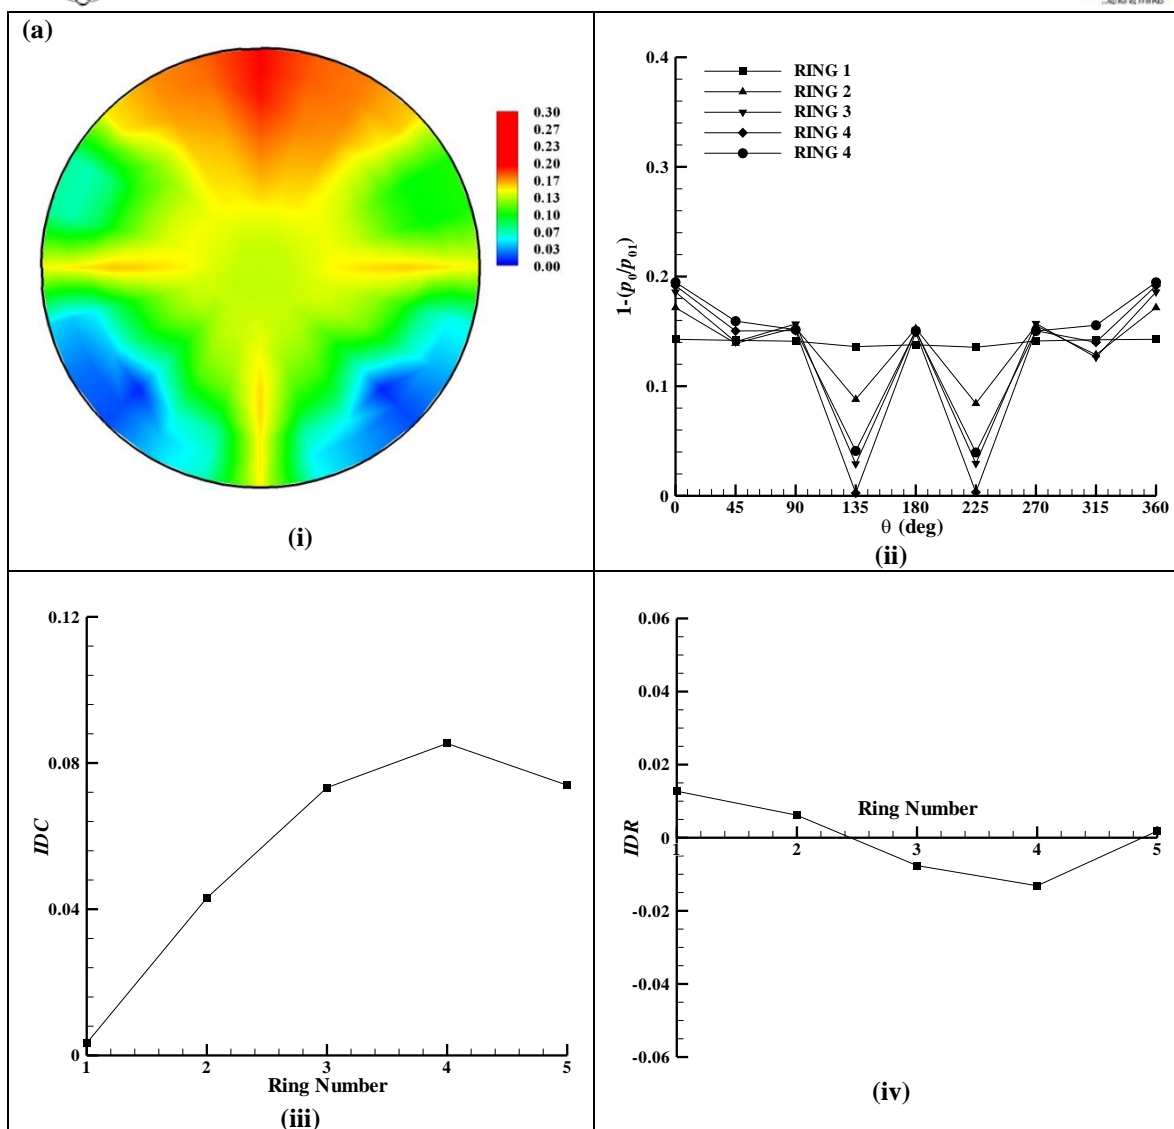 (a)
0.30
0.27
0.23
0.20
0.17
0.13
0.10
0.07
0.03
0.00
(i)
0.4
0.3
0.2
0.1
0
1-(p₀/p₀₁)
RING 1
RING 2
RING 3
RING 4
RING 4
0 45 90 135 180 225 270 315 360
θ (deg)
(ii)
0.12
0.08
0.04
0
IDC
1 2 3 4 5
Ring Number
(iii)
0.06
0.04
0.02
0
-0.02
-0.04
-0.06
IDR
Ring Number
1 2 3 4 5
(iv)